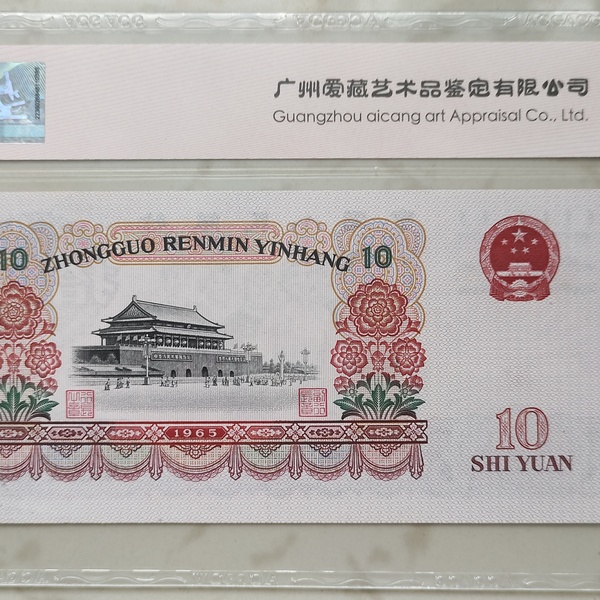 广州爱藏艺术品鉴定有限公司
Guangzhou aicang art Appraisal Co., Ltd.
10 ZHONGGUO RENMIN YINHANG 10
1965
10
SHI YUAN